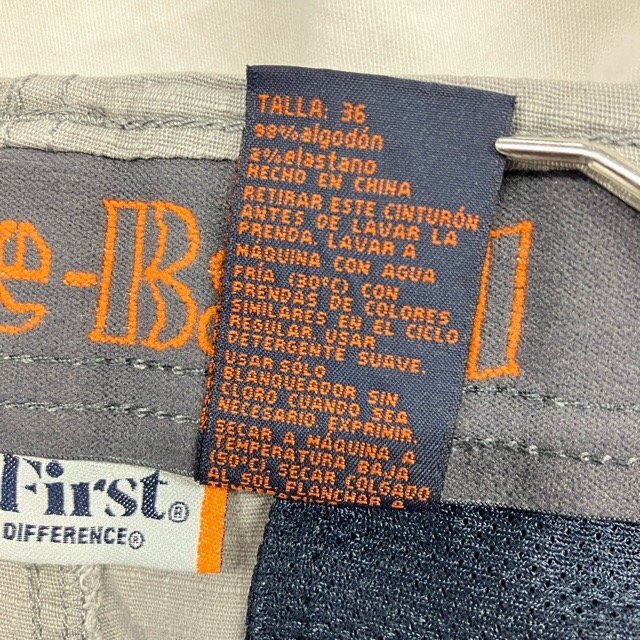 TALLA: 36
98%algodón
2%elastano
HECHO EN CHINA
RETIRAR ESTE CINTURÓN
ANTES DE LAVAR LA
PRENDA. LAVAR A
MÁQUINA CON AGUA
FRÍA (30°C) CON
PRENDAS DE COLORES
SIMILARES EN EL CICLO
REGULAR. USAR
DETERGENTE SUAVE.
USAR SOLO
BLANQUEADOR SIN
CLORO CUANDO SEA
NECESARIO EXPRIMIR.
SECAR A MÁQUINA A
TEMPERATURA BAJA
(50°C) SECAR COLGADO
AL SOL PLANCHAR A
e-B
First®
DIFFERENCE®